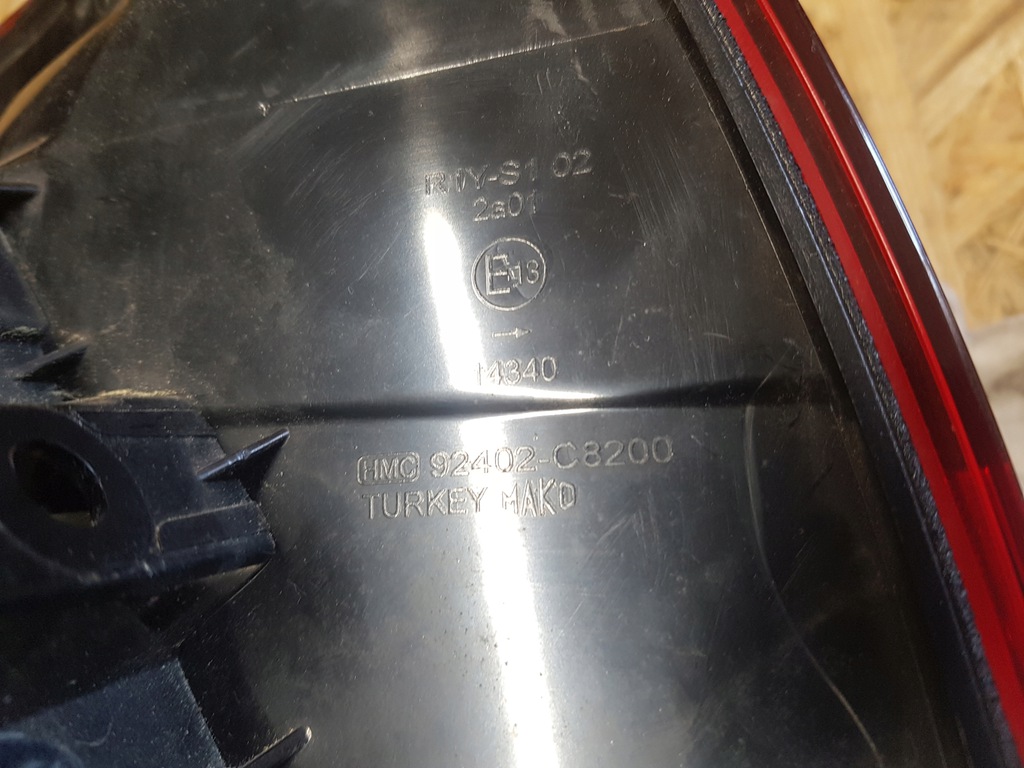 R1Y-S1 02
2a01
E13
→
14340
HMC 92402-C8200
TURKEY MAKO